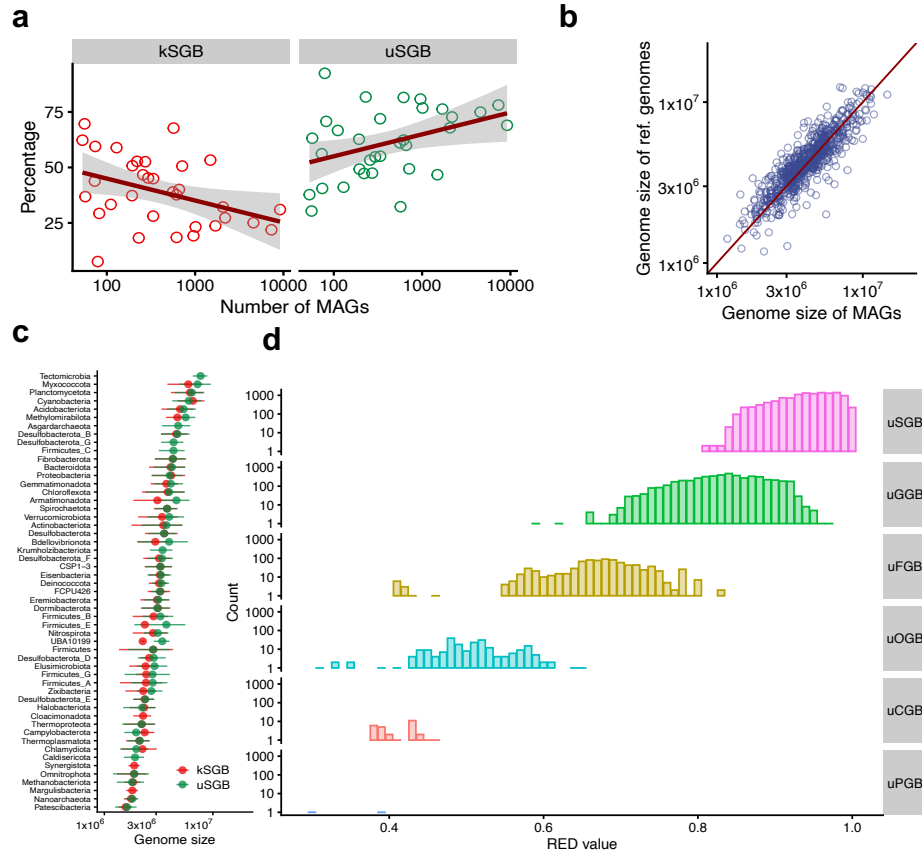 a
kSGB
uSGB
Percentage
75
50
25
100
1000
10000
100
1000
10000
Number of MAGs
b
Genome size of ref. genomes
1x10⁷
3x10⁶
1x10⁶
1x10⁶
3x10⁶
1x10⁷
Genome size of MAGs
c
Tectomicrobia
Myxococcota
Planctomycetota
Cyanobacteria
Acidobacteriota
Methylomirabilota
Asgardarchaeota
Desulfobacterota_B
Desulfobacterota_G
Firmicutes_C
Fibrobacterota
Bacteroidota
Proteobacteria
Gemmatimonadota
Chloroflexota
Armatimonadota
Spirochaetota
Verrucomicrobiota
Actinobacteriota
Desulfobacterota
Bdellovibrionota
Krumholzibacteriota
Desulfobacterota_F
CSP1-3
Eisenbacteria
Deinococcota
FCPU426
Eremiobacterota
Dormibacterota
Firmicutes_B
Firmicutes_E
Nitrospirota
UBA10199
Firmicutes
Desulfobacterota_D
Elusimicrobiota
Firmicutes_G
Firmicutes_A
Zixibacteria
Desulfobacterota_E
Halobacteriota
Cloacimonadota
Thermoproteota
Campylobacterota
Thermoplasmatota
Chlamydiota
Caldisericota
Synergistota
Omnitrophota
Methanobacteriota
Margulisbacteria
Nanoarchaeota
Patescibacteria
kSGB
uSGB
1x10⁶
3x10⁶
1x10⁷
Genome size
d
Count
1000
100
10
1
uSGB
1000
100
10
1
uGGB
1000
100
10
1
uFGB
1000
100
10
1
uOGB
1000
100
10
1
uCGB
1000
100
10
1
uPGB
0.4
0.6
0.8
1.0
RED value